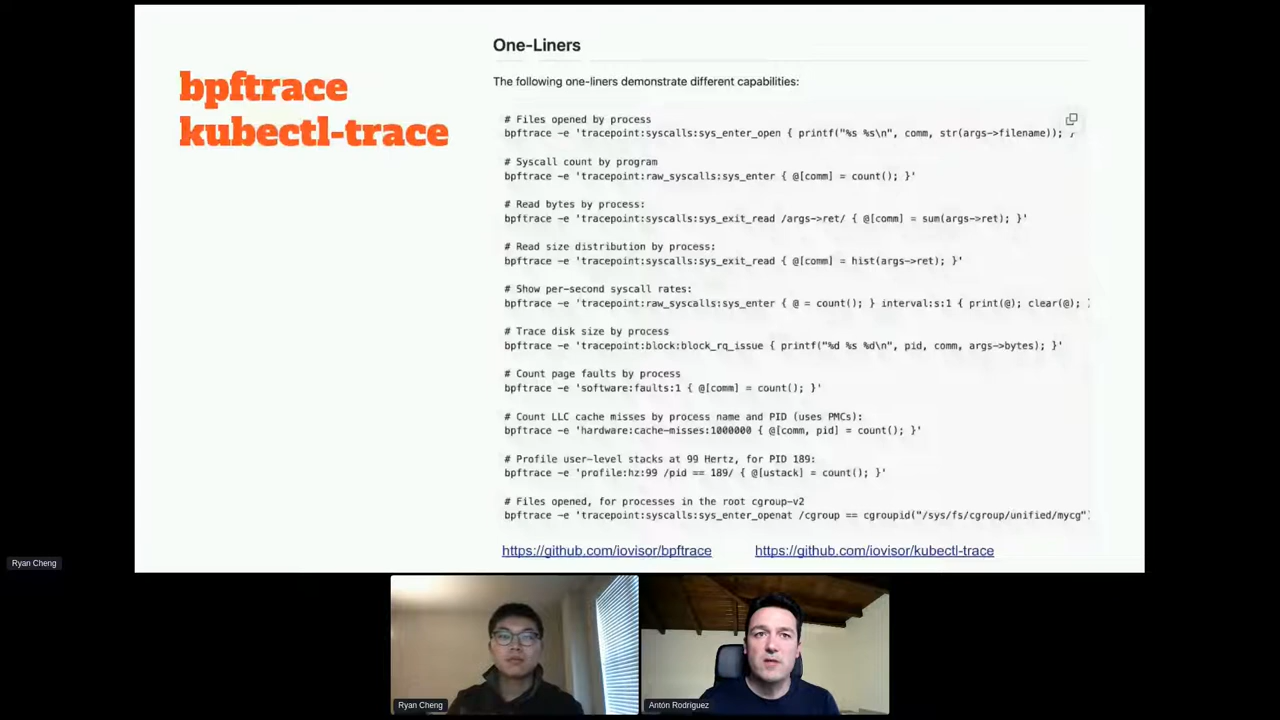 bpftrace
kubectl-trace
One-Liners
The following one-liners demonstrate different capabilities:
# Files opened by process
bpftrace -e 'tracepoint:syscalls:sys_enter_open { printf("%s %s\n", comm, str(args->filename)); }
# Syscall count by program
bpftrace -e 'tracepoint:raw_syscalls:sys_enter { @[comm] = count(); }'
# Read bytes by process:
bpftrace -e 'tracepoint:syscalls:sys_exit_read /args->ret/ { @[comm] = sum(args->ret); }'
# Read size distribution by process:
bpftrace -e 'tracepoint:syscalls:sys_exit_read { @[comm] = hist(args->ret); }'
# Show per-second syscall rates:
bpftrace -e 'tracepoint:raw_syscalls:sys_enter { @ = count(); } interval:s:1 { print(@); clear(@); }
# Trace disk size by process
bpftrace -e 'tracepoint:block:block_rq_issue { printf("%d %s %d\n", pid, comm, args->bytes); }'
# Count page faults by process
bpftrace -e 'software:faults:1 { @[comm] = count(); }'
# Count LLC cache misses by process name and PID (uses PMCs):
bpftrace -e 'hardware:cache-misses:1000000 { @[comm, pid] = count(); }'
# Profile user-level stacks at 99 Hertz, for PID 189:
bpftrace -e 'profile:hz:99 /pid == 189/ { @[ustack] = count(); }'
# Files opened, for processes in the root cgroup-v2
bpftrace -e 'tracepoint:syscalls:sys_enter_openat /cgroup == cgroupid("/sys/fs/cgroup/unified/mycg")
https://github.com/iovisor/bpftrace
https://github.com/iovisor/kubectl-trace
Ryan Cheng
Ryan Cheng
Antón Rodríguez